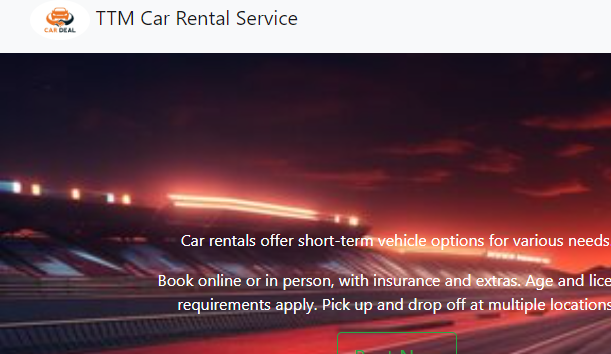 CAR DEAL
TTM Car Rental Service
Car rentals offer short-term vehicle options for various needs
Book online or in person, with insurance and extras. Age and lice
requirements apply. Pick up and drop off at multiple locations